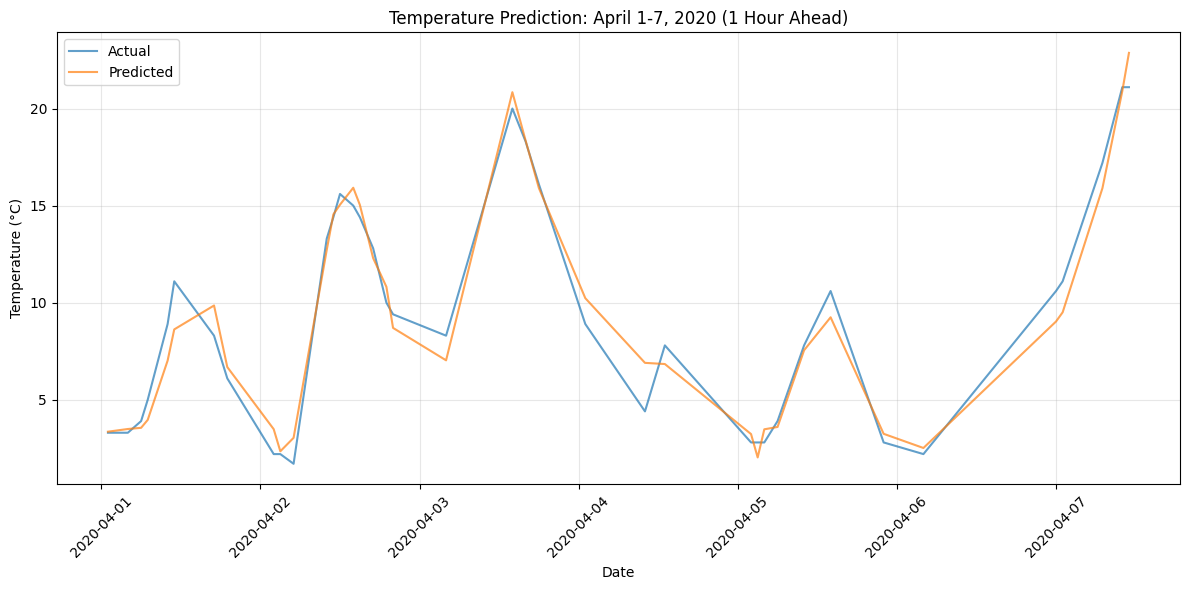 Temperature Prediction: April 1-7, 2020 (1 Hour Ahead)
Actual
Predicted
Temperature (°C)
20
15
10
5
2020-04-01
2020-04-02
2020-04-03
2020-04-04
2020-04-05
2020-04-06
2020-04-07
Date